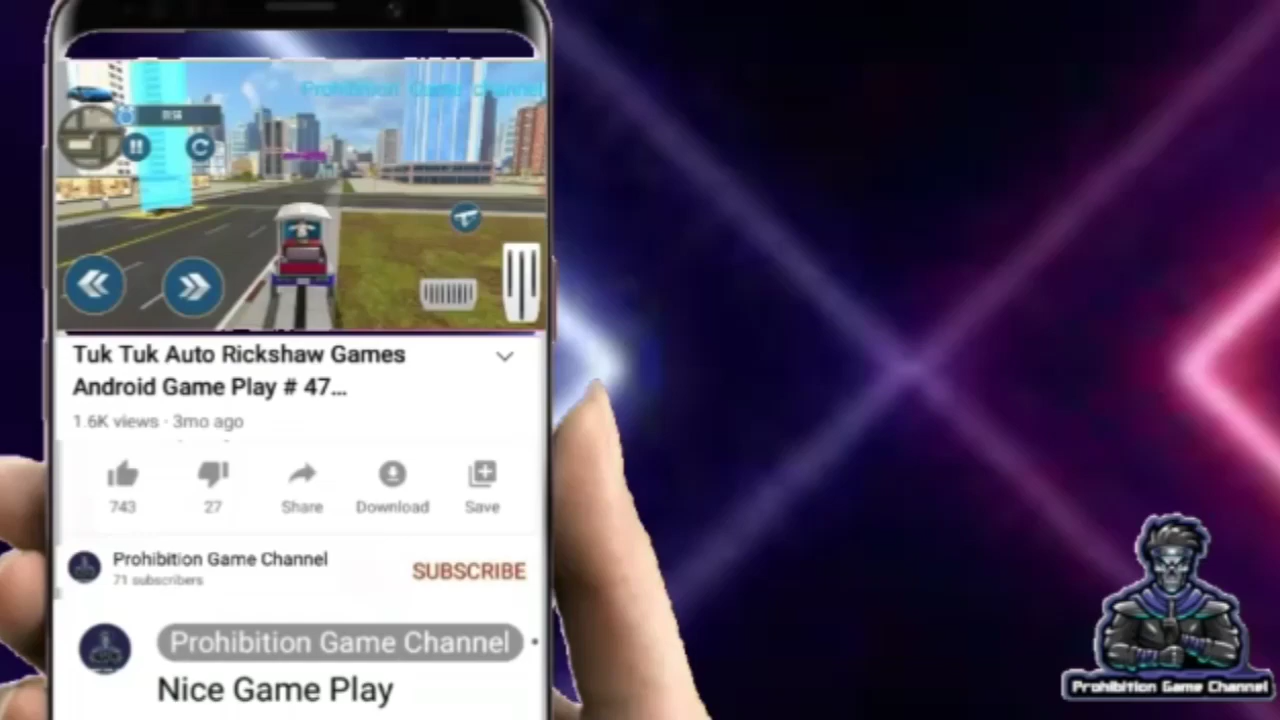 Prohibition Game channel
Tuk Tuk Auto Rickshaw Games
Android Game Play # 47...
1.6K views · 3mo ago
743
27
Share
Download
Save
Prohibition Game Channel
71 subscribers
SUBSCRIBE
Prohibition Game Channel •
Nice Game Play
Prohibition Game Channel